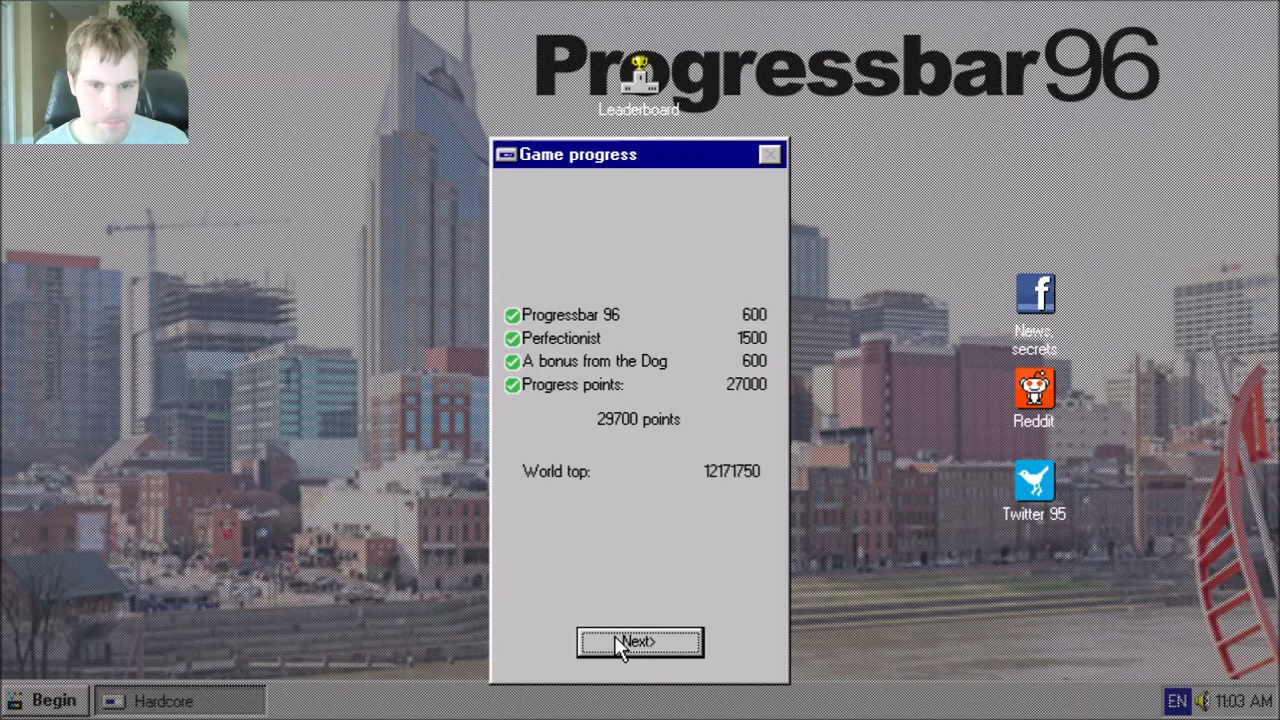 Progressbar96
Leaderboard
Game progress
Progressbar 96 600
Perfectionist 1500
A bonus from the Dog 600
Progress points: 27000
29700 points
World top: 12171750
Next>
News,
secrets
Reddit
Twitter 95
Begin
Hardcore
EN
11:03 AM